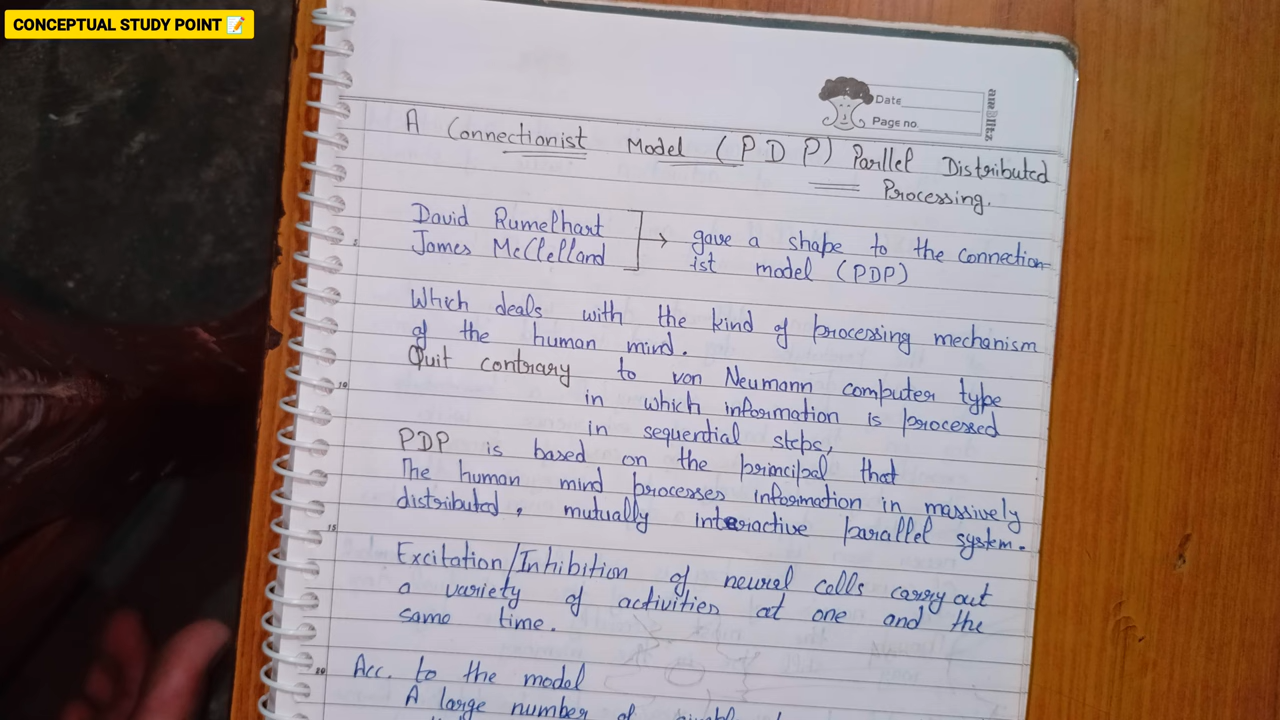 CONCEPTUAL STUDY POINT 📝
amolitz
Date
Page no
A Connectionist Model (PDP) Parllel Distributed
Processing.
David Rumelhart
James McClelland
→ gave a shape to the connection-
ist model (PDP)
Which deals with the kind of processing mechanism
of the human mind.
Quit contrary to von Neumann computer type
in which information is processed
in sequential steps,
PDP is based on the principal that
The human mind processes information in massively
distributed, mutually interactive parallel system.
Excitation/Inhibition of neural cells carry out
a variety of activities at one and the
same time.
Acc. to the model
A large number of